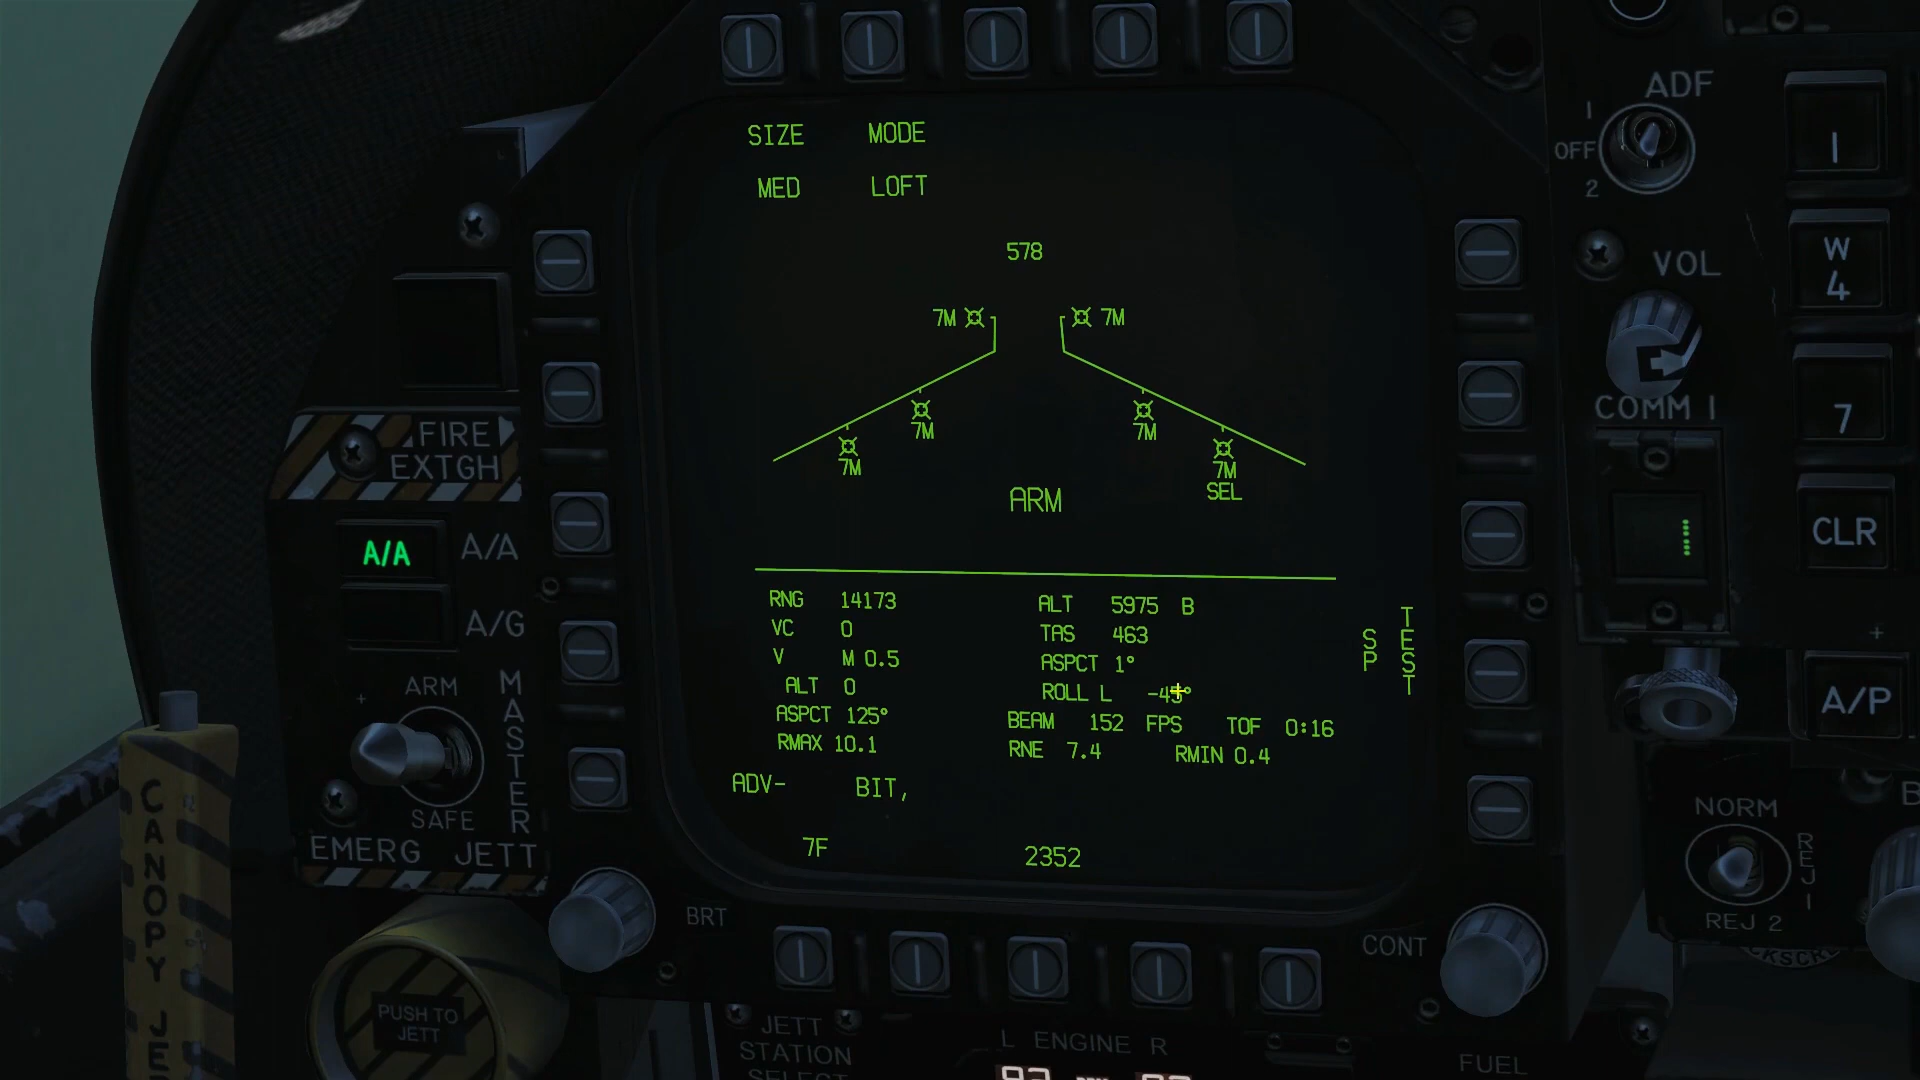 SIZE MODE
MED LOFT
578
7M 7M
7M 7M
7M 7M
SEL
ARM
RNG 14173
VC 0
V M 0.5
ALT 0
ASPCT 125°
RMAX 10.1
ALT 5975 B
TAS 463
ASPCT 1°
ROLL L
BEAM 152 FPS TOF 0:16
RNE 7.4 RMIN 0.4
SP
TEST
ADV- BIT,
7F 2352
FIRE
EXTGH
A/A A/A
A/G
ARM
MASTER
SAFE
EMERG JETT
CANOPY
PUSH TO
JETT
BRT
CONT
JETT
STATION
SELECT
L ENGINE R
FUEL
ADF
1
OFF
2
VOL
COMM 1
1
W
4
7
CLR
+
A/P
NORM
REJ 1
REJ 2